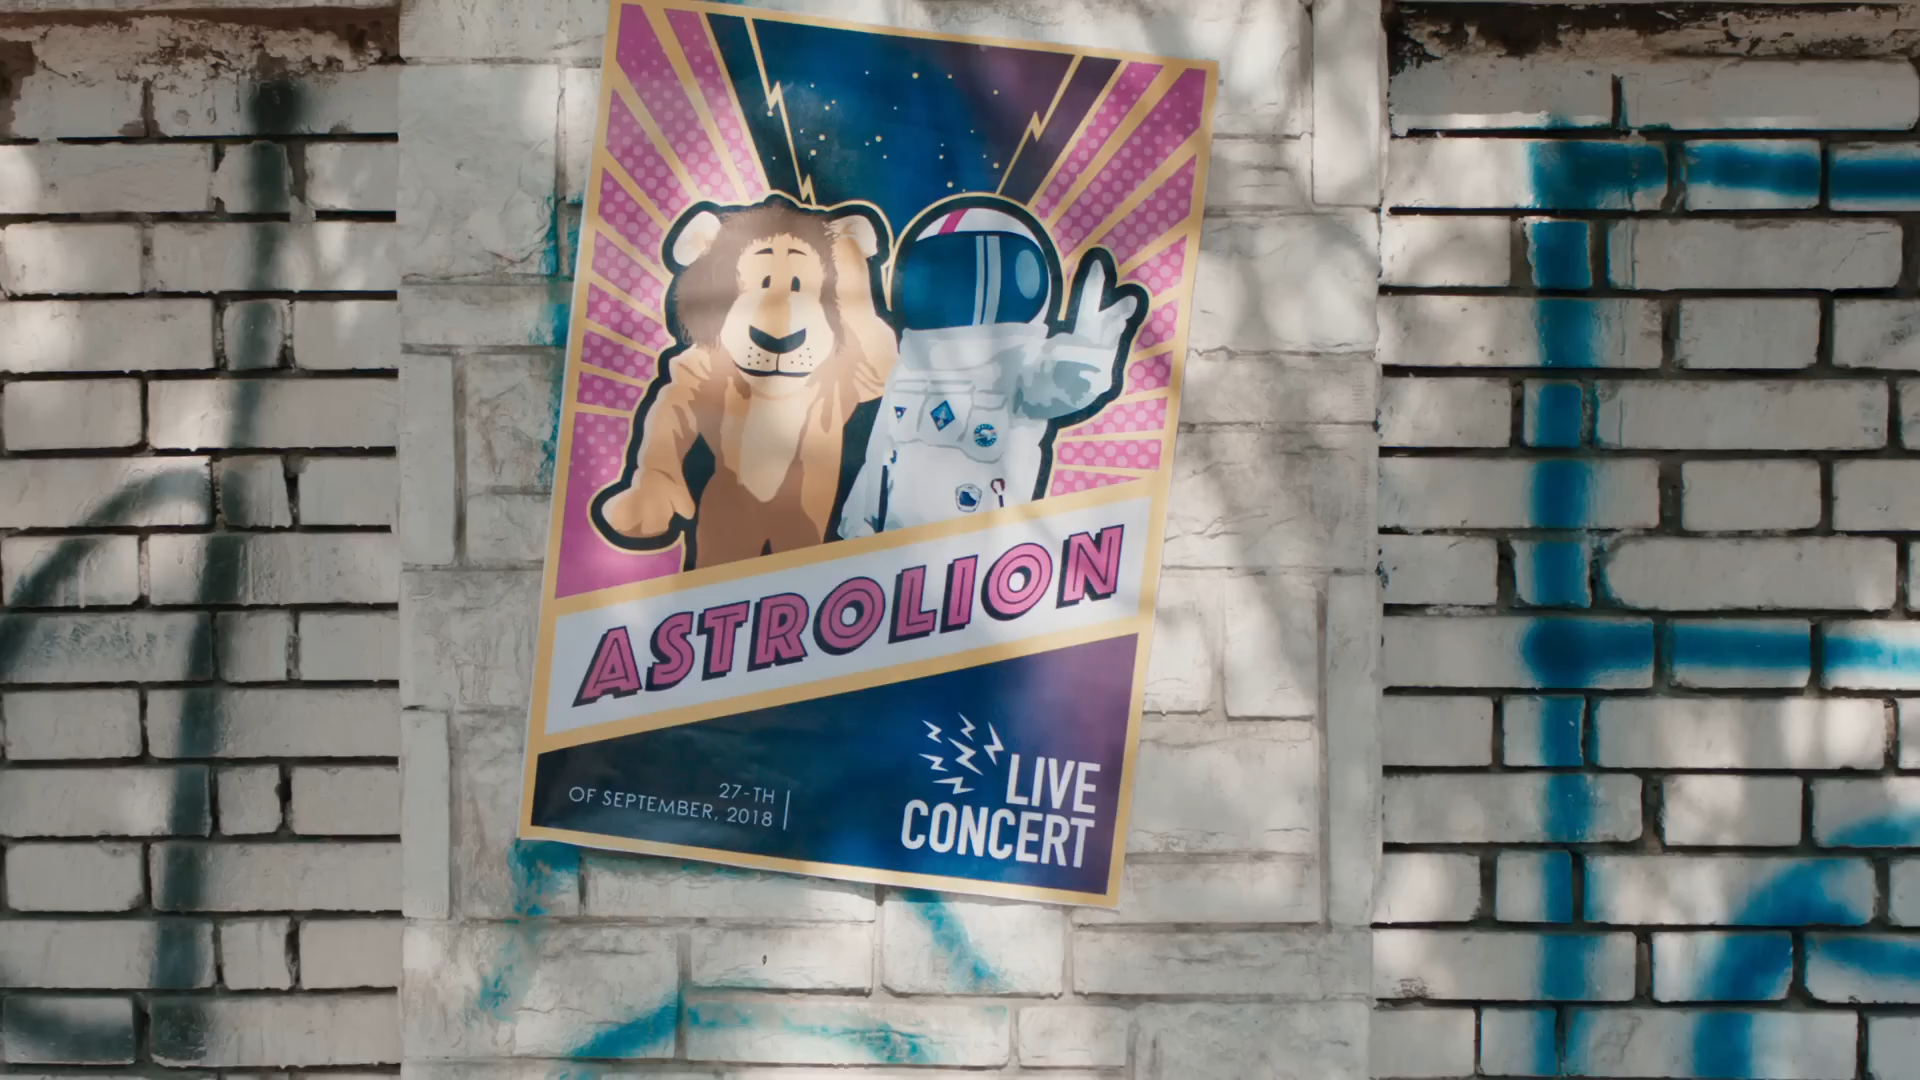 ASTROLION
27-TH
OF SEPTEMBER, 2018
LIVE
CONCERT